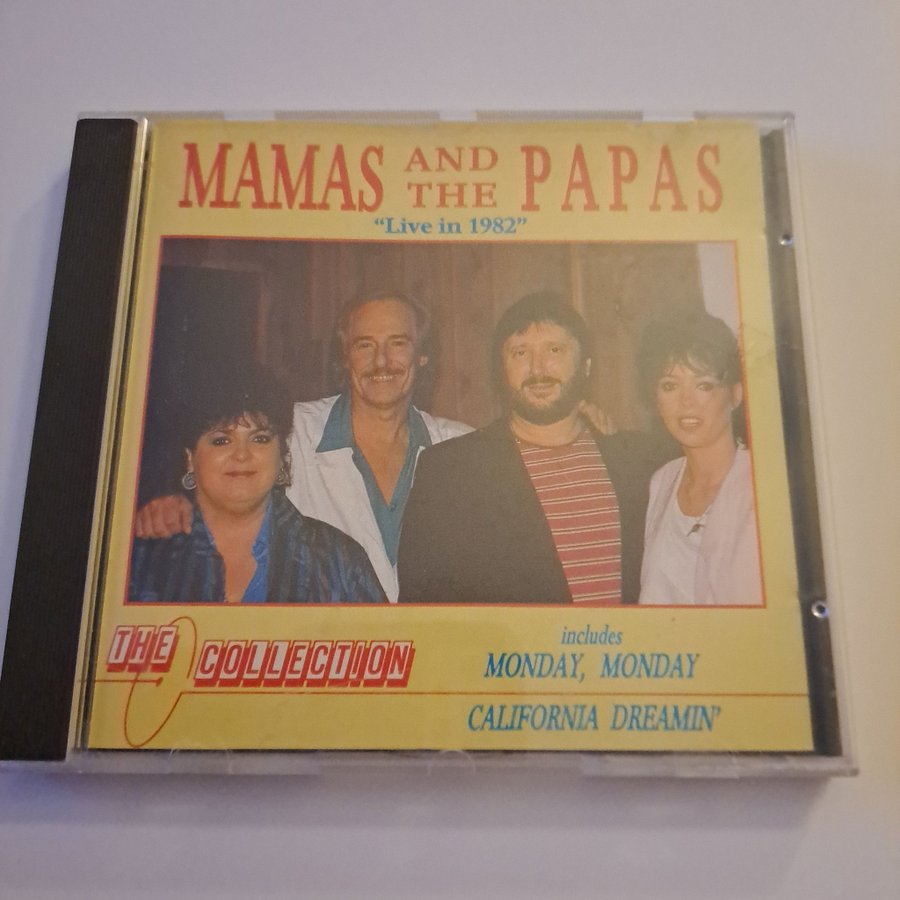 MAMAS AND THE PAPAS
“Live in 1982”
THE COLLECTION
includes
MONDAY, MONDAY
CALIFORNIA DREAMIN’